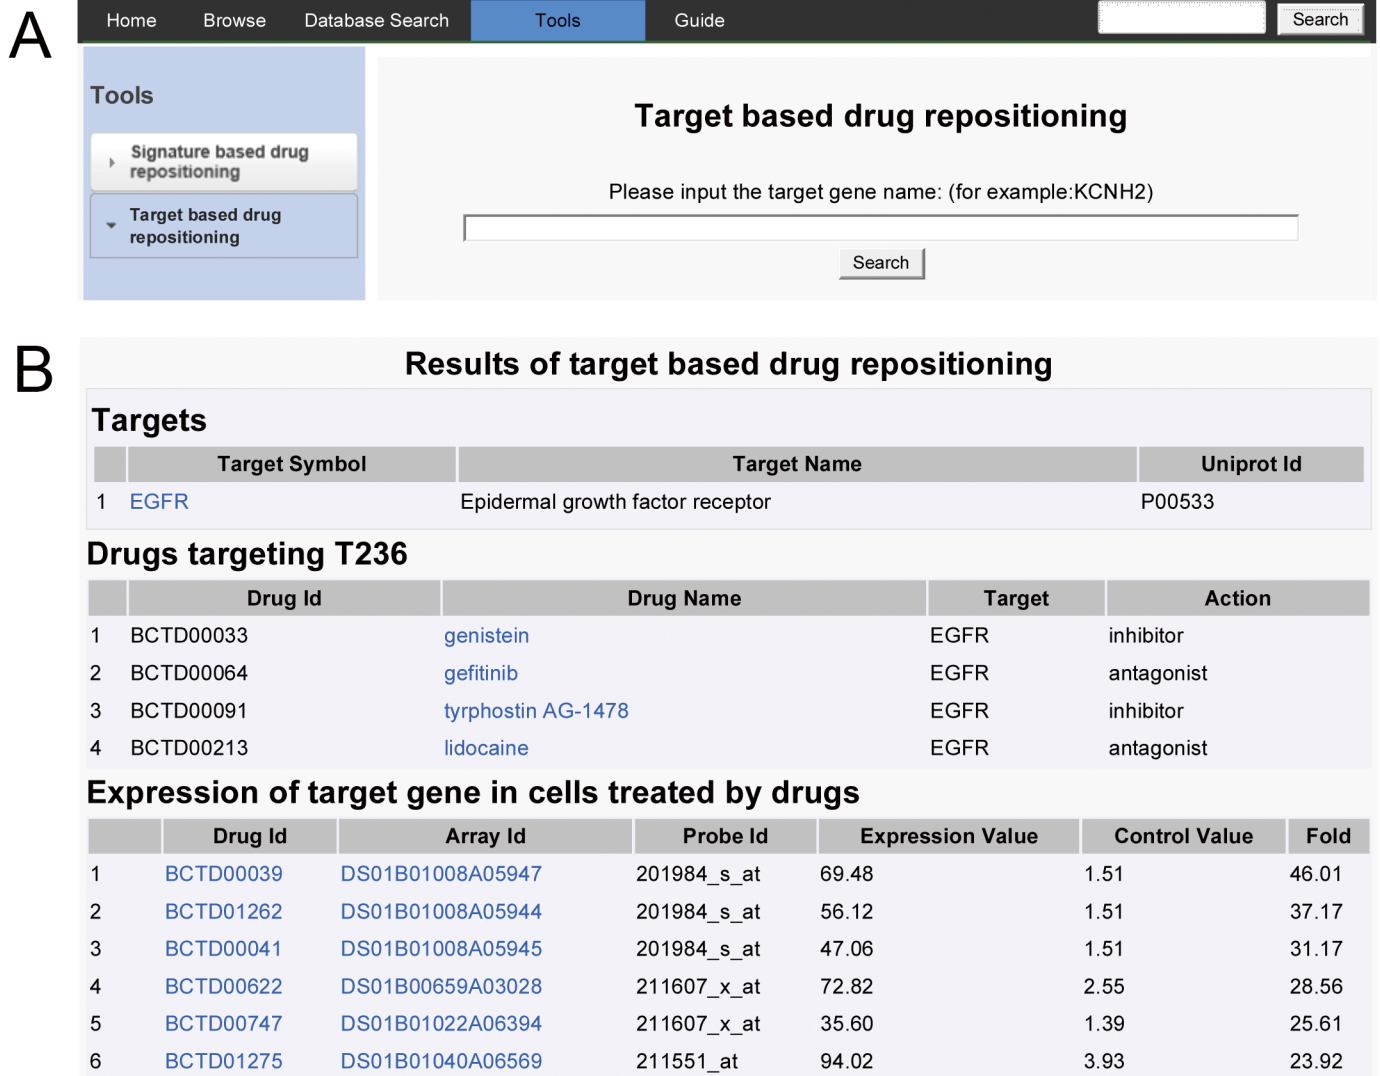 A
Home Browse Database Search Tools Guide Search
Tools
Signature based drug
repositioning
Target based drug
repositioning
Target based drug repositioning
Please input the target gene name: (for example:KCNH2)
Search
B
Results of target based drug repositioning
Targets
Target Symbol Target Name Uniprot Id
1 EGFR Epidermal growth factor receptor P00533
Drugs targeting T236
Drug Id Drug Name Target Action
1 BCTD00033 genistein EGFR inhibitor
2 BCTD00064 gefitinib EGFR antagonist
3 BCTD00091 tyrphostin AG-1478 EGFR inhibitor
4 BCTD00213 lidocaine EGFR antagonist
Expression of target gene in cells treated by drugs
Drug Id Array Id Probe Id Expression Value Control Value Fold
1 BCTD00039 DS01B01008A05947 201984_s_at 69.48 1.51 46.01
2 BCTD01262 DS01B01008A05944 201984_s_at 56.12 1.51 37.17
3 BCTD00041 DS01B01008A05945 201984_s_at 47.06 1.51 31.17
4 BCTD00622 DS01B00659A03028 211607_x_at 72.82 2.55 28.56
5 BCTD00747 DS01B01022A06394 211607_x_at 35.60 1.39 25.61
6 BCTD01275 DS01B01040A06569 211551_at 94.02 3.93 23.92